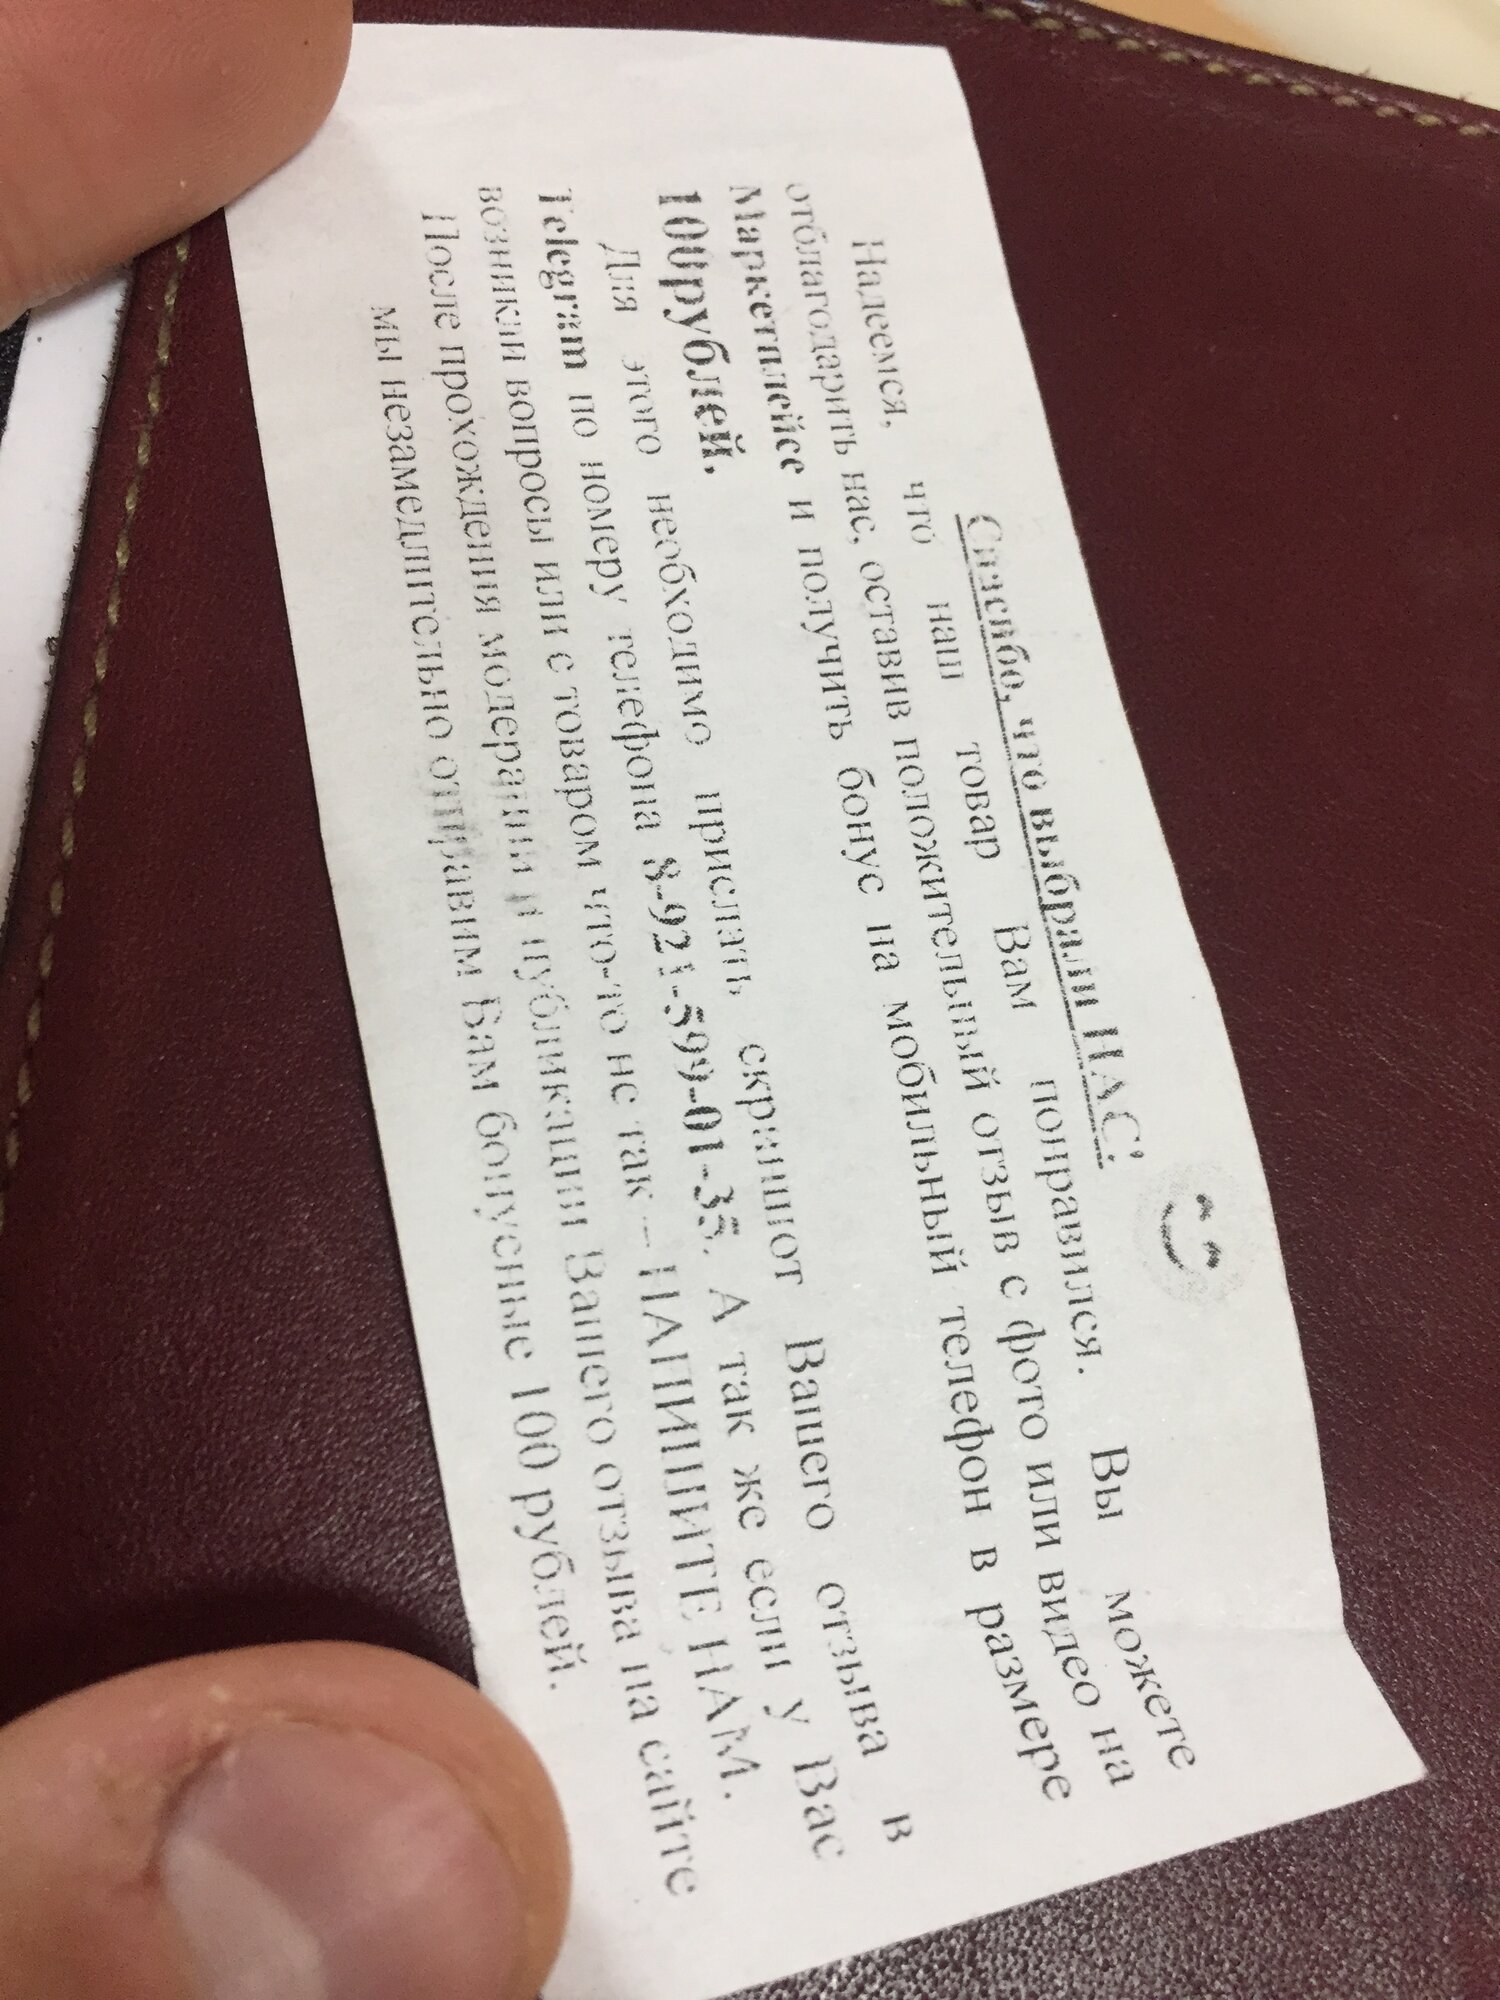 Спасибо, что выбрали НАС!
Надеемся, что наш товар Вам понравился. Вы можете
отблагодарить нас, оставив положительный отзыв с фото или видео на
Маркетплейсе и получить бонус на мобильный телефон в размере
100рублей.
Для этого необходимо прислать скриншот Вашего отзыва в
Telegram по номеру телефона 8-921-599-01-35. А так же если у Вас
возникли вопросы или с товаром что-то не так – НАПИШИТЕ НАМ.
После прохождения модерации и публикации Вашего отзыва на сайте
мы незамедлительно отправим Вам бонусные 100 рублей.